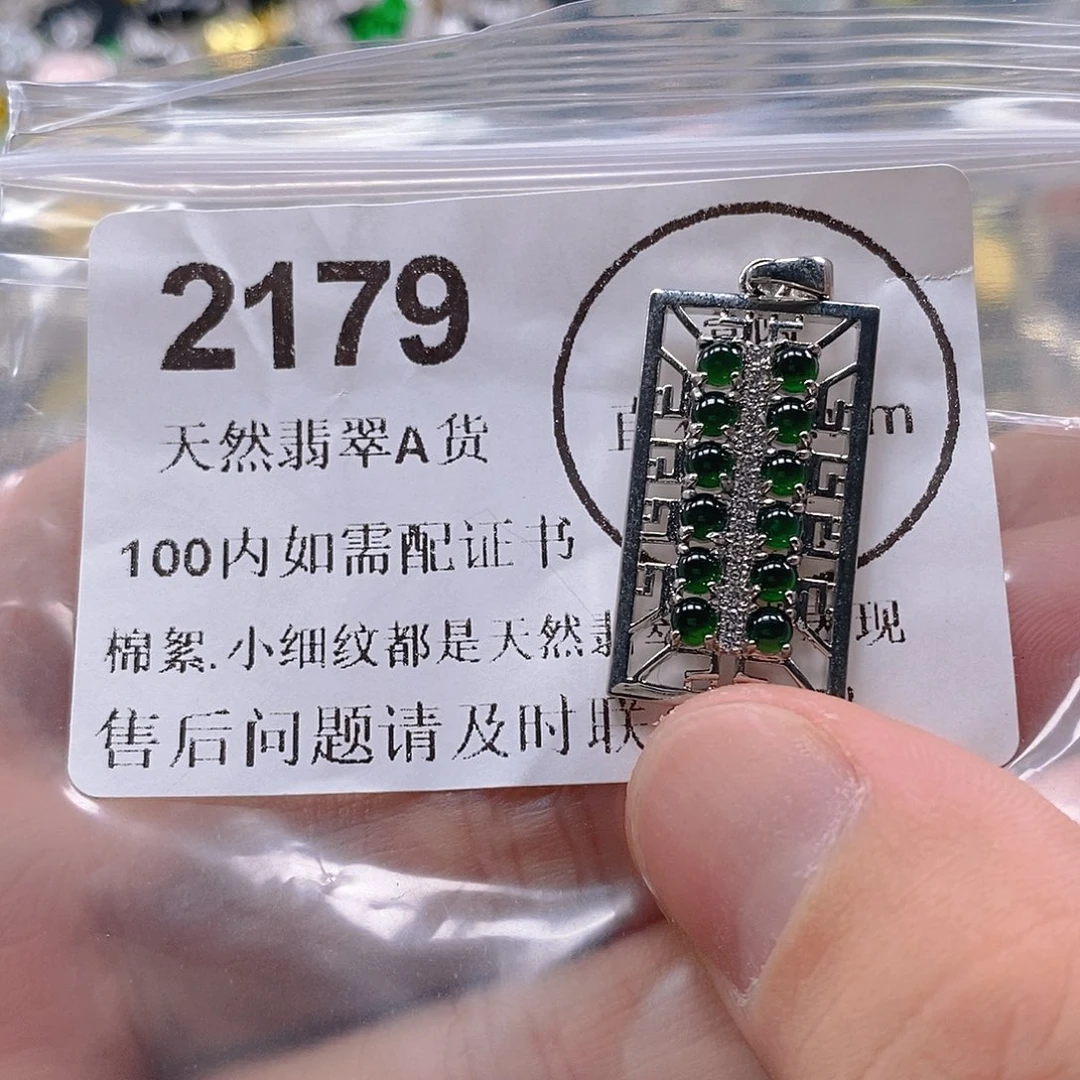 2179
天然翡翠A货
m
100内如需配证书
棉絮.小细纹都是天然 现
售后问题请及时联